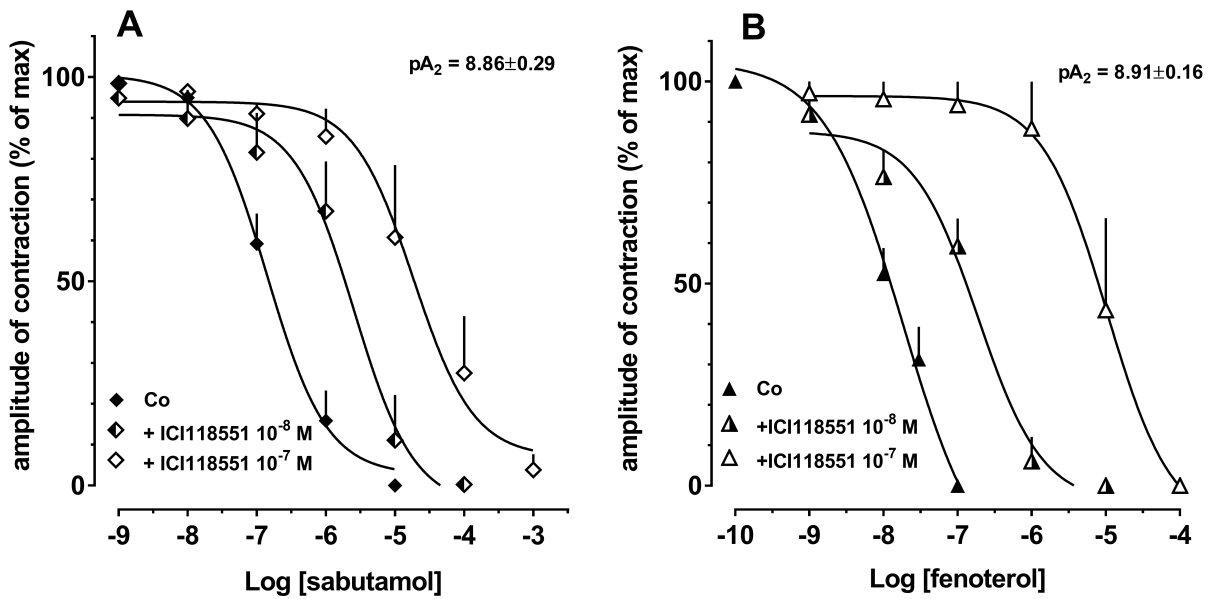 A
pA₂ = 8.86±0.29
amplitude of contraction (% of max)
100
50
0
Co
+ ICI118551 10⁻⁸ M
+ ICI118551 10⁻⁷ M
-9 -8 -7 -6 -5 -4 -3
Log [sabutamol]
B
pA₂ = 8.91±0.16
amplitude of contraction (% of max)
100
50
0
Co
+ICI118551 10⁻⁸ M
+ICI118551 10⁻⁷ M
-10 -9 -8 -7 -6 -5 -4
Log [fenoterol]